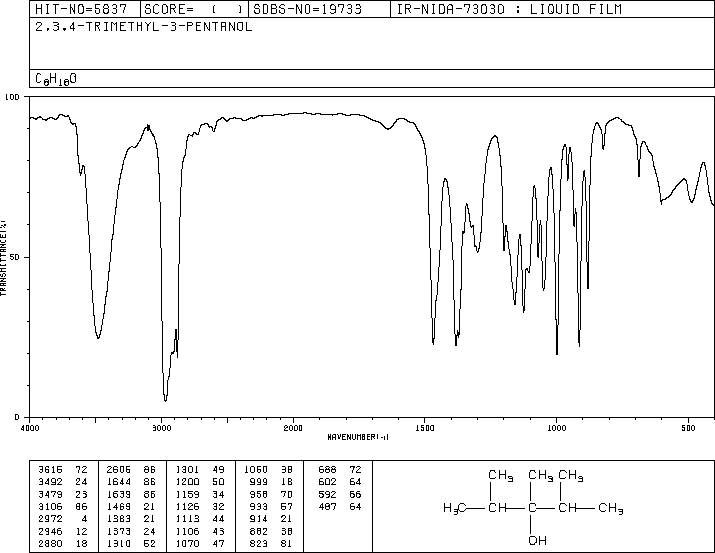 HIT-NO=5837 SCORE= ( ) SDBS-NO=19733 IR-NIDA-73030 : LIQUID FILM
2,3,4-TRIMETHYL-3-PENTANOL
C8H18O
100
50
0
TRANSMITTANCE(%)
4000 3000 2000 1500 1000 500
WAVENUMBER(-1)
3615 72 2606 86 1301 49 1050 38 688 72
3492 24 1644 86 1200 50 999 18 602 64
3479 23 1639 86 1159 34 958 70 592 66
3106 86 1469 21 1126 32 933 57 487 64
2972 4 1383 21 1113 44 914 21
2946 12 1373 24 1106 43 882 38
2880 18 1310 52 1070 47 823 81
CH3 CH3 CH3
H3C CH C CH CH3
OH